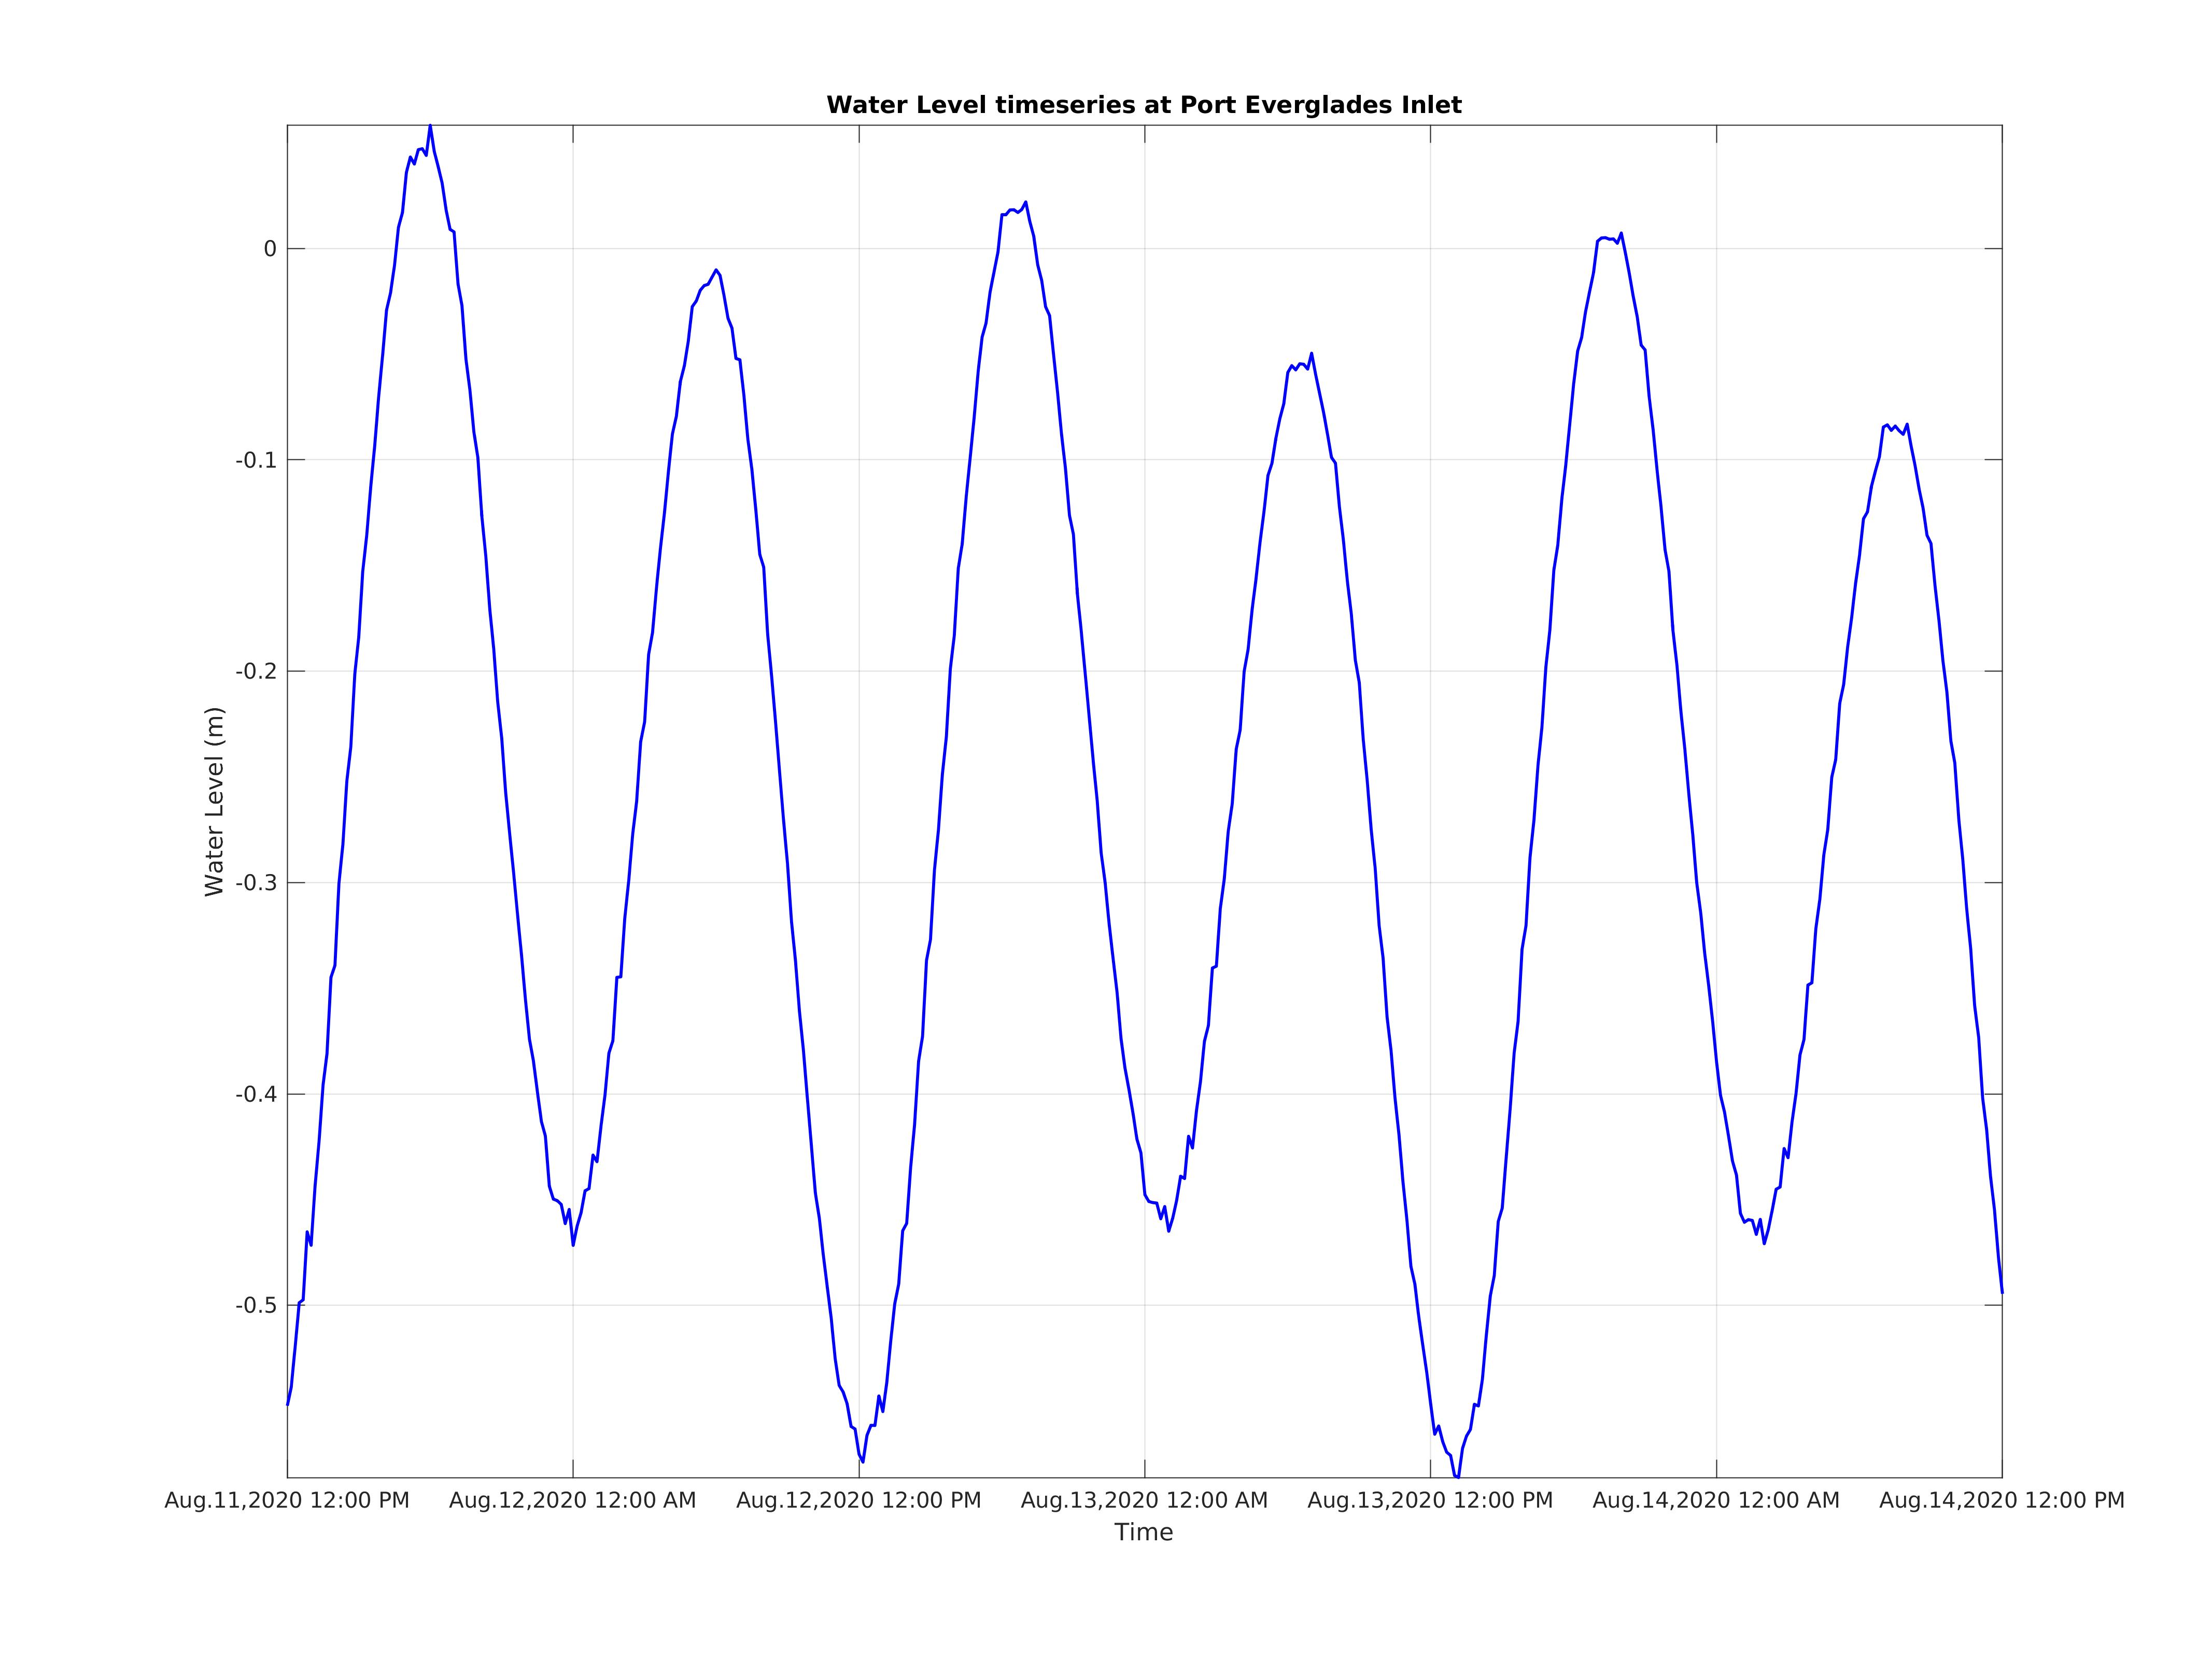 Water Level timeseries at Port Everglades Inlet
0
-0.1
-0.2
-0.3
-0.4
-0.5
Water Level (m)
Aug.11,2020 12:00 PM Aug.12,2020 12:00 AM Aug.12,2020 12:00 PM Aug.13,2020 12:00 AM Aug.13,2020 12:00 PM Aug.14,2020 12:00 AM Aug.14,2020 12:00 PM
Time